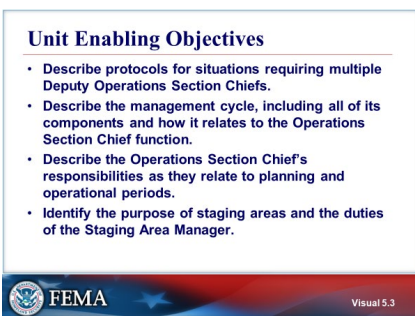 Unit Enabling Objectives
• Describe protocols for situations requiring multiple
Deputy Operations Section Chiefs.
• Describe the management cycle, including all of its
components and how it relates to the Operations
Section Chief function.
• Describe the Operations Section Chief's
responsibilities as they relate to planning and
operational periods.
• Identify the purpose of staging areas and the duties
of the Staging Area Manager.
FEMA
Visual 5.3